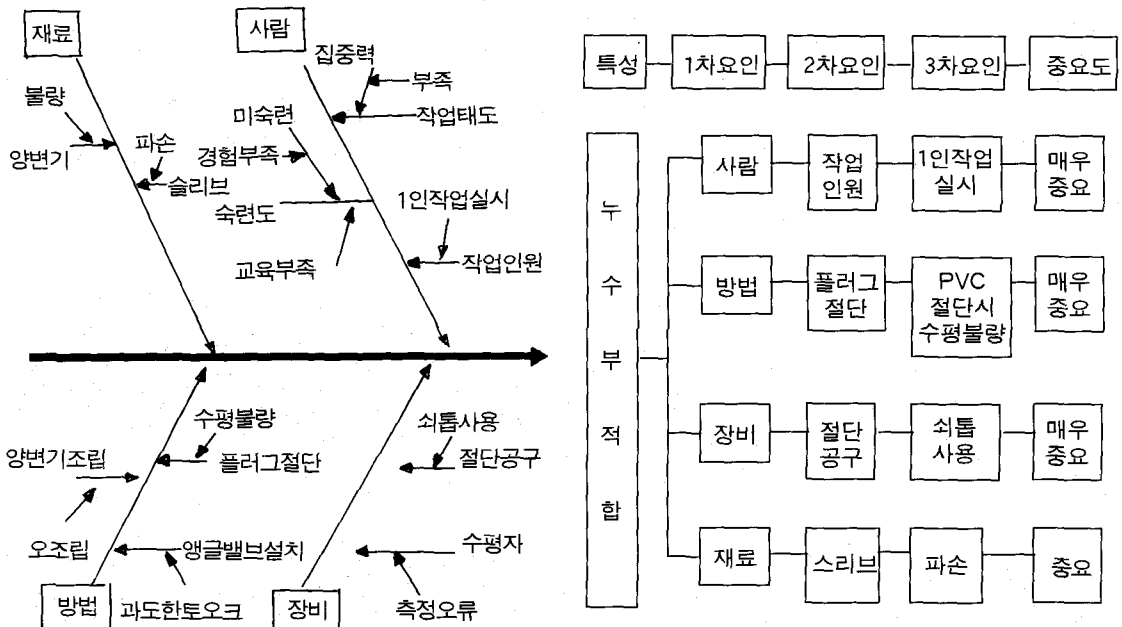 재료
사람
불량
양변기
파손
슬리브
집중력
부족
작업태도
미숙련
경험부족
숙련도
교육부족
1인작업실시
작업인원
수평불량
플러그절단
양변기조립
오조립
앵글밸브설치
과도한토오크
방법
쇠톱사용
절단공구
수평자
측정오류
장비
특성
1차요인
2차요인
3차요인
중요도
누
수
부
적
합
사람
작업
인원
1인작업
실시
매우
중요
방법
플러그
절단
PVC
절단시
수평불량
매우
중요
장비
절단
공구
쇠톱
사용
매우
중요
재료
스리브
파손
중요